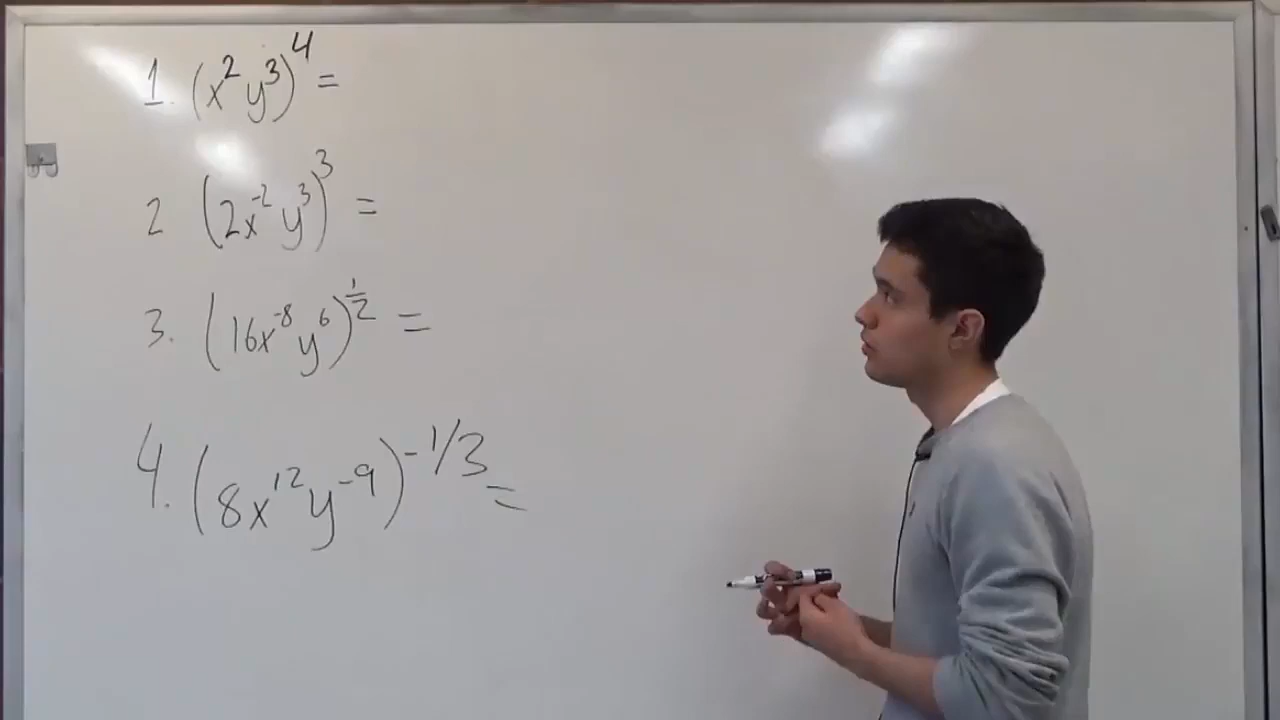 1. (x²y³)⁴ =
2 (2x⁻²y³)³ =
3. (16x⁻⁸y⁶)^½ =
4. (8x¹²y⁻⁹)^-1/3 =